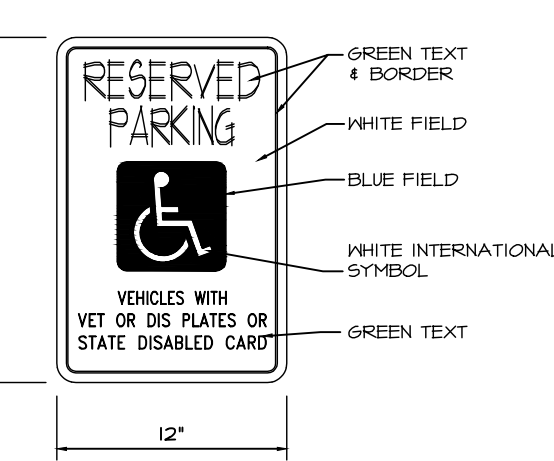 RESERVED
PARKING
VEHICLES WITH
VET OR DIS PLATES OR
STATE DISABLED CARD
GREEN TEXT
& BORDER
WHITE FIELD
BLUE FIELD
WHITE INTERNATIONAL
SYMBOL
GREEN TEXT
12"